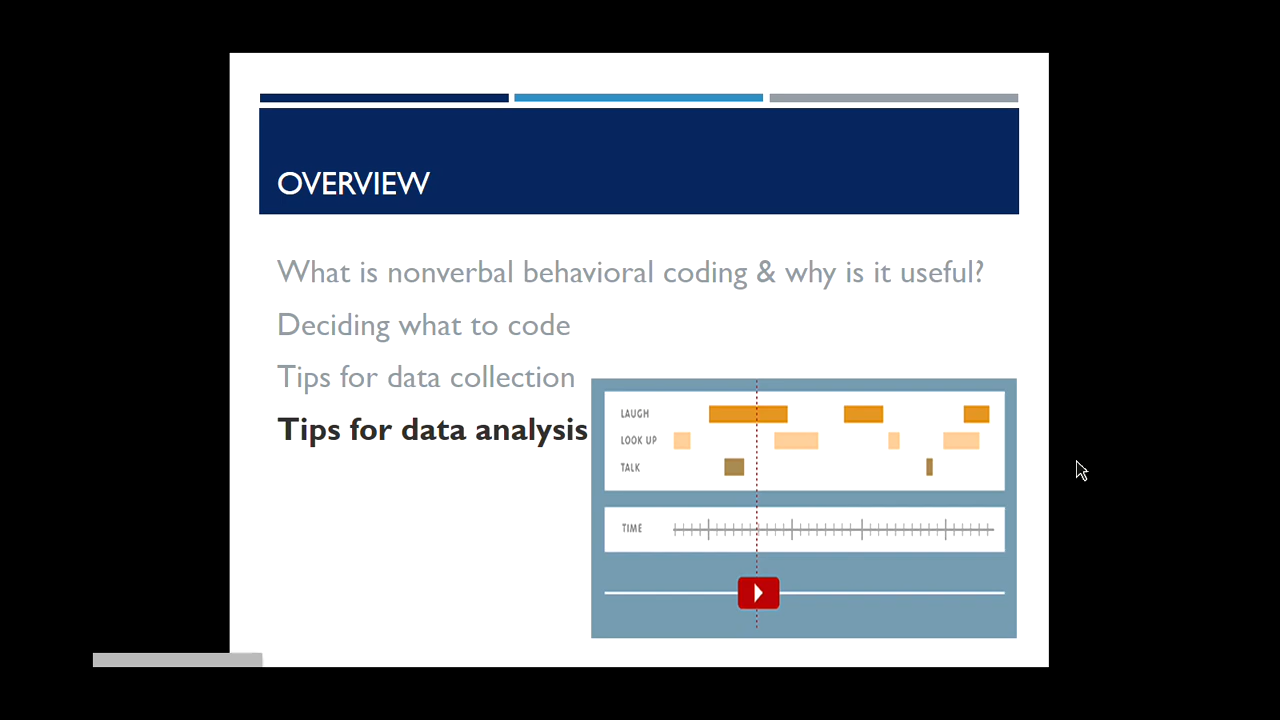 OVERVIEW
What is nonverbal behavioral coding & why is it useful?
Deciding what to code
Tips for data collection
Tips for data analysis
LAUGH
LOOK UP
TALK
TIME